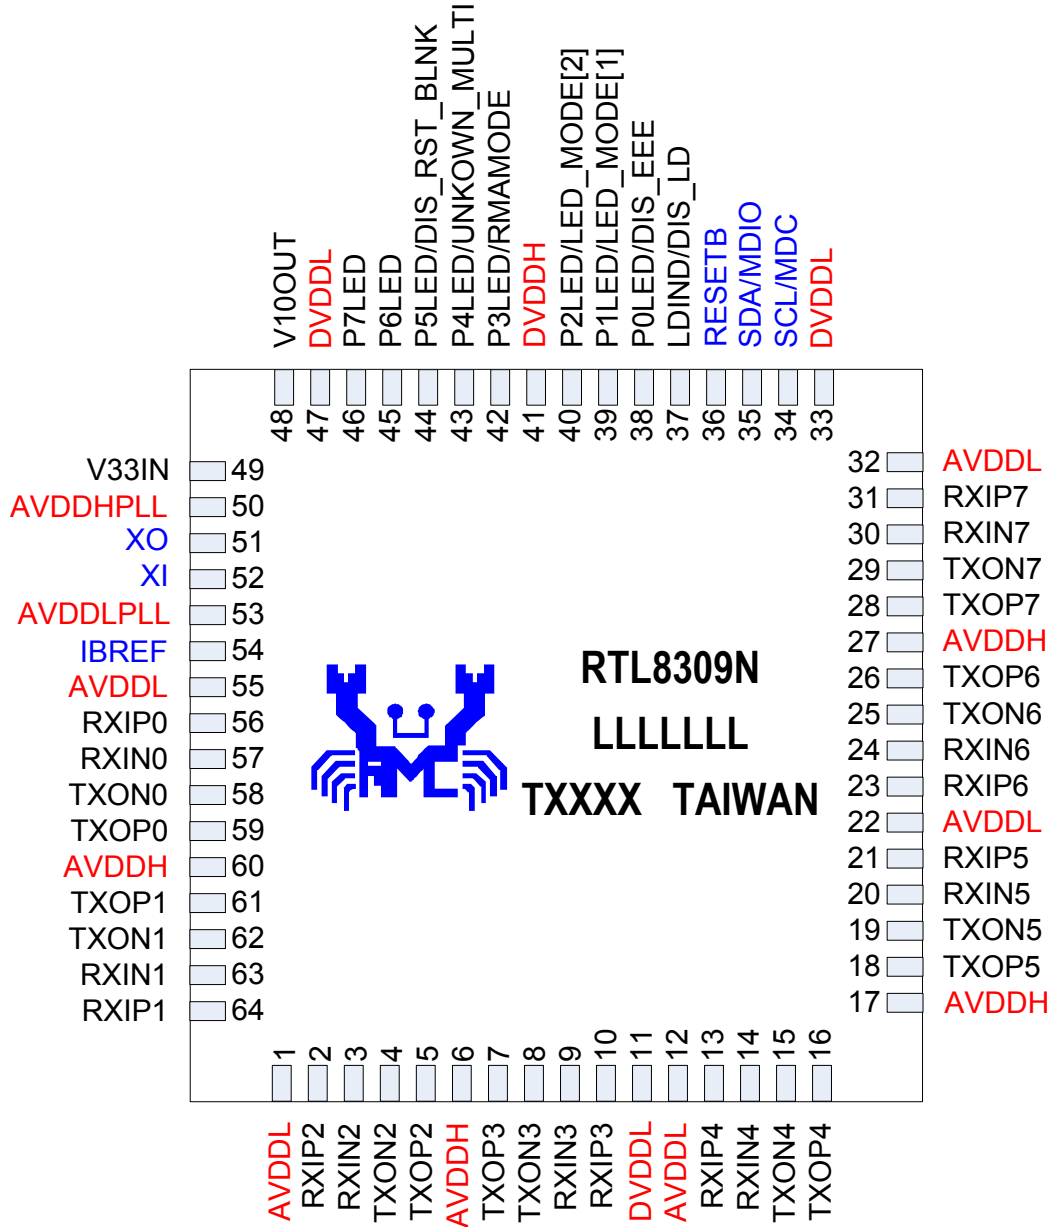 V10OUT
DVDDL
P7LED
P6LED
P5LED/DIS_RST_BLNK
P4LED/UNKOWN_MULTI
P3LED/RMAMODE
DVDDH
P2LED/LED_MODE[2]
P1LED/LED_MODE[1]
P0LED/DIS_EEE
LDIND/DIS_LD
RESETB
SDA/MDIO
SCL/MDC
DVDDL
48
47
46
45
44
43
42
41
40
39
38
37
36
35
34
33
V33IN 49
AVDDHPLL 50
XO 51
XI 52
AVDDLPLL 53
IBREF 54
AVDDL 55
RXIP0 56
RXIN0 57
TXON0 58
TXOP0 59
AVDDH 60
TXOP1 61
TXON1 62
RXIN1 63
RXIP1 64
RTL8309N
LLLLLLL
TXXXX TAIWAN
32 AVDDL
31 RXIP7
30 RXIN7
29 TXON7
28 TXOP7
27 AVDDH
26 TXOP6
25 TXON6
24 RXIN6
23 RXIP6
22 AVDDL
21 RXIP5
20 RXIN5
19 TXON5
18 TXOP5
17 AVDDH
1
2
3
4
5
6
7
8
9
10
11
12
13
14
15
16
AVDDL
RXIP2
RXIN2
TXON2
TXOP2
AVDDH
TXOP3
TXON3
RXIN3
RXIP3
DVDDL
AVDDL
RXIP4
RXIN4
TXON4
TXOP4